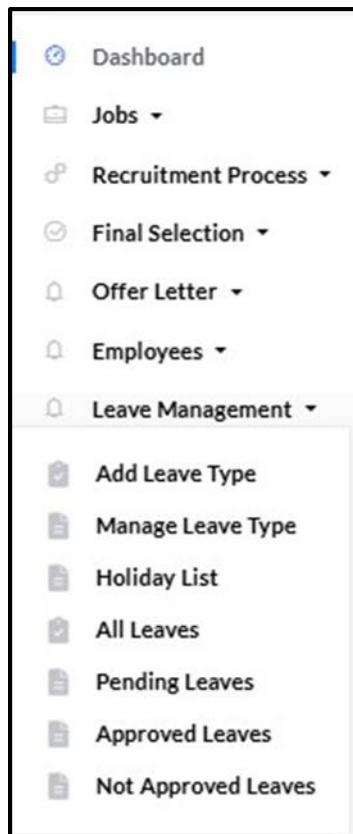 Dashboard
Jobs
Recruitment Process
Final Selection
Offer Letter
Employees
Leave Management
Add Leave Type
Manage Leave Type
Holiday List
All Leaves
Pending Leaves
Approved Leaves
Not Approved Leaves